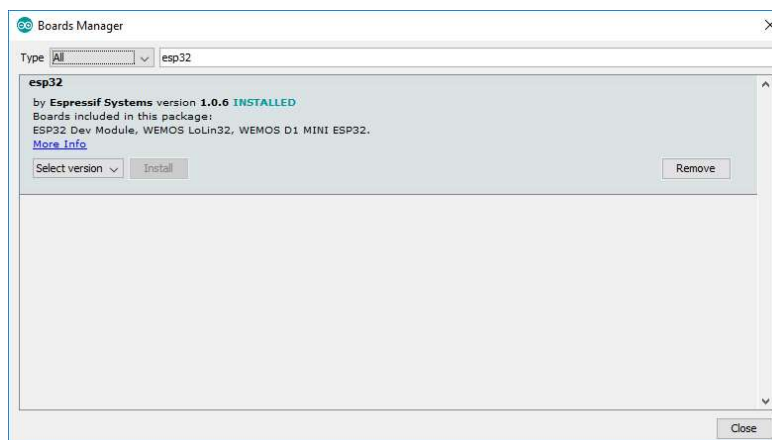 Boards Manager
Type All esp32
esp32
by Espressif Systems version 1.0.6 INSTALLED
Boards included in this package:
ESP32 Dev Module, WEMOS LoLin32, WEMOS D1 MINI ESP32.
More Info
Select version Install Remove
Close